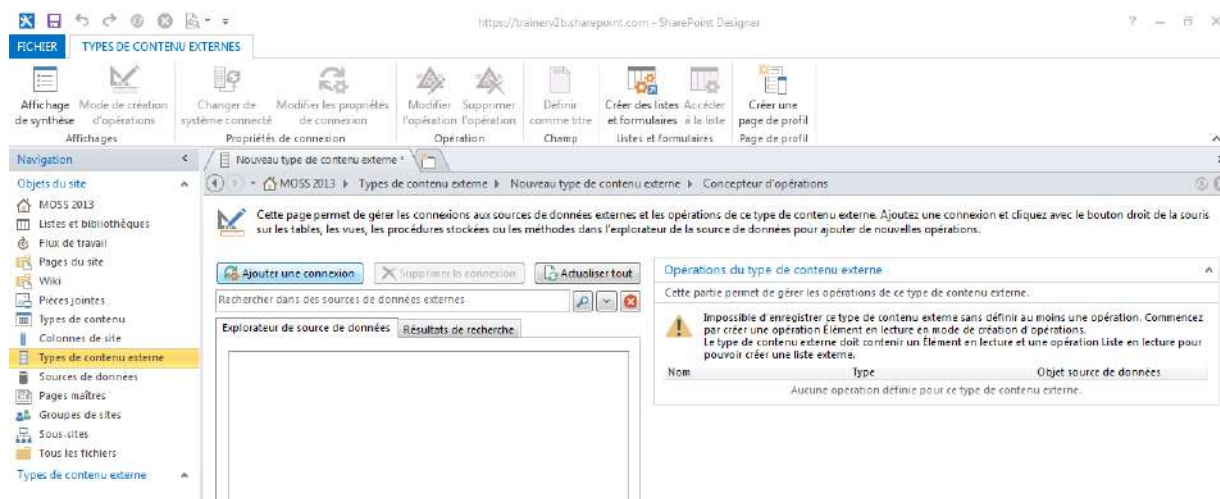 https://trainerv2b.sharepoint.com - SharePoint Designer
FICHIER TYPES DE CONTENU EXTERNES
Affichage de synthèse
Mode de création d'opérations
Changer de système connecté
Modifier les propriétés de connexion
Modifier l'opération
Supprimer l'opération
Définir comme titre
Créer des listes et formulaires
Accéder à la liste
Créer une page de profil
Affichages Propriétés de connexion Opération Champ Listes et formulaires Page de profil
Navigation
Objets du site
MOSS 2013
Listes et bibliothèques
Flux de travail
Pages du site
Wiki
Pièces jointes
Types de contenu
Colonnes de site
Types de contenu externe
Sources de données
Pages maîtres
Groupes de sites
Sous-sites
Tous les fichiers
Types de contenu externe
Nouveau type de contenu externe *
MOSS 2013 Types de contenu externe Nouveau type de contenu externe Concepteur d'opérations
Cette page permet de gérer les connexions aux sources de données externes et les opérations de ce type de contenu externe. Ajoutez une connexion et cliquez avec le bouton droit de la souris
sur les tables, les vues, les procédures stockées ou les méthodes dans l'explorateur de la source de données pour ajouter de nouvelles opérations.
Ajouter une connexion Supprimer la connexion Actualiser tout
Rechercher dans des sources de données externes
Explorateur de source de données Résultats de recherche
Opérations du type de contenu externe
Cette partie permet de gérer les opérations de ce type de contenu externe.
Impossible d'enregistrer ce type de contenu externe sans définir au moins une opération. Commencez
par créer une opération Élément en lecture en mode de création d'opérations.
Le type de contenu externe doit contenir un Élément en lecture et une opération Liste en lecture pour
pouvoir créer une liste externe.
Nom Type Objet source de données
Aucune opération définie pour ce type de contenu externe.